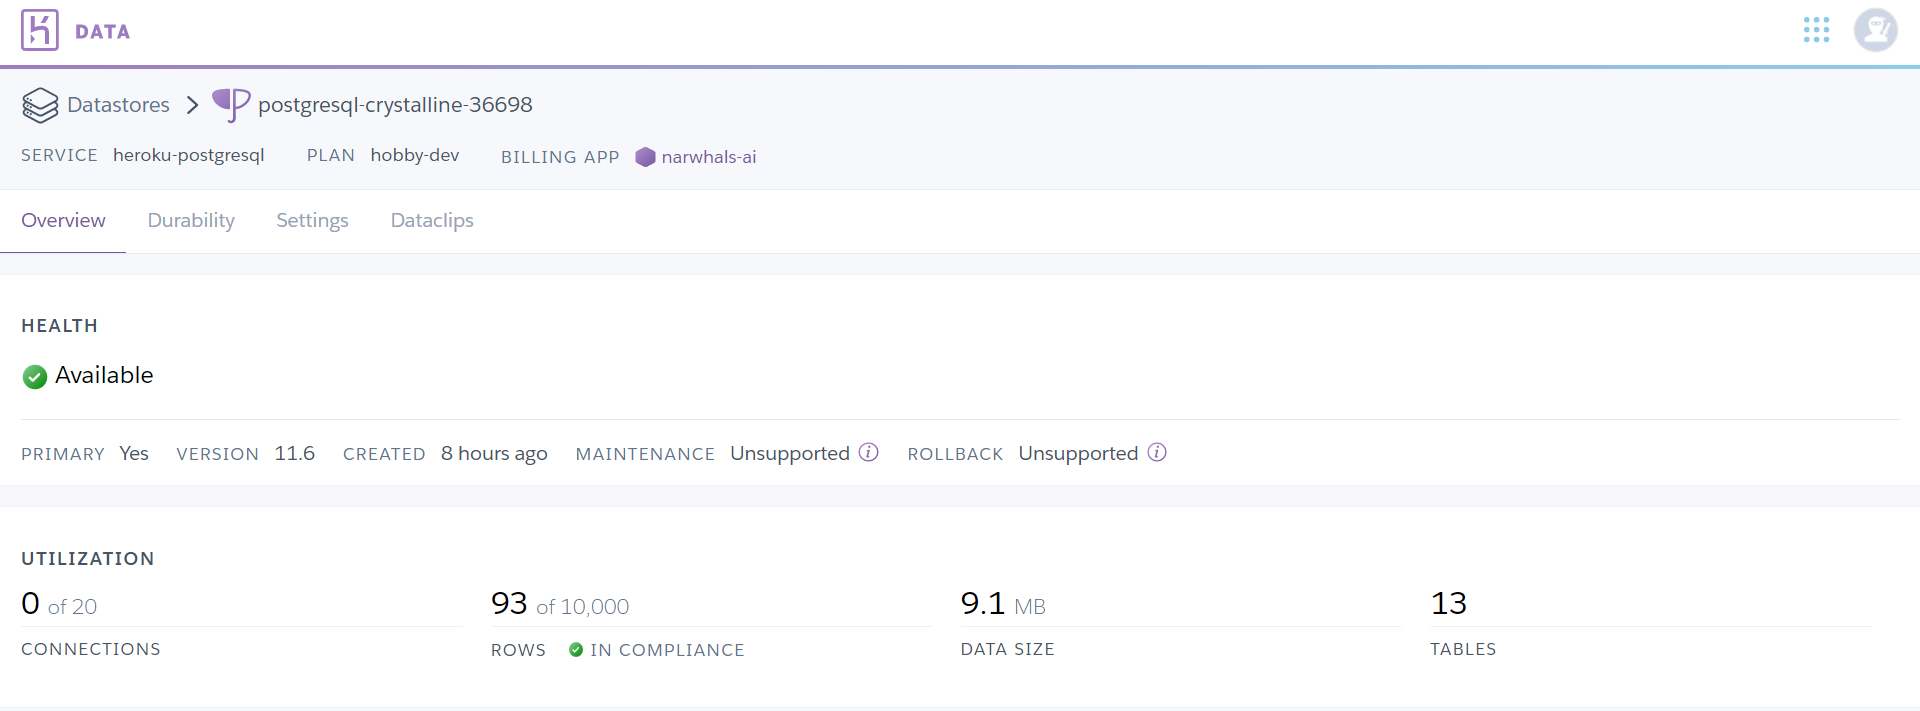 DATA
Datastores > postgresql-crystalline-36698
SERVICE heroku-postgresql PLAN hobby-dev BILLING APP narwhals-ai
Overview Durability Settings Dataclips
HEALTH
Available
PRIMARY Yes VERSION 11.6 CREATED 8 hours ago MAINTENANCE Unsupported ROLLBACK Unsupported
UTILIZATION
0 of 20 93 of 10,000 9.1 MB 13
CONNECTIONS ROWS IN COMPLIANCE DATA SIZE TABLES